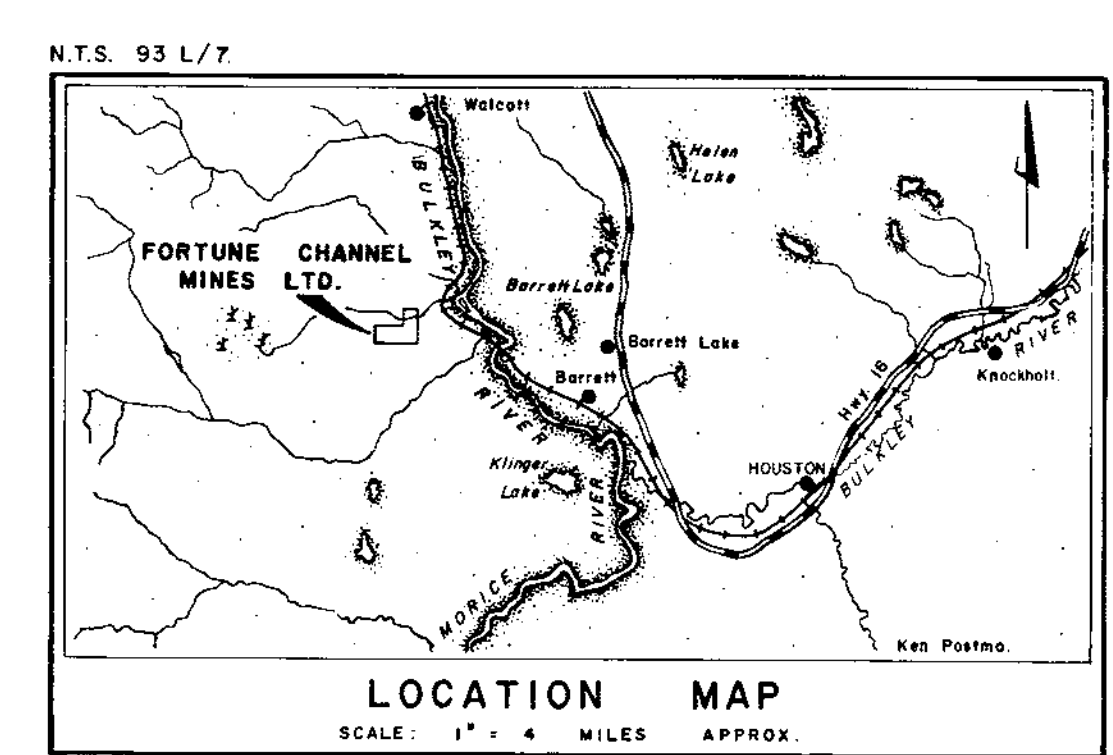 N.T.S. 93 L/7.
Walcott
BULKLEY
Helen
Lake
FORTUNE CHANNEL
MINES LTD.
Barrett Lake
Barrett Lake
Barrett
RIVER
Hwy. 16
RIVER
Knockholt.
Klinger
Lake
RIVER
HOUSTON
BULKLEY
MORICE
Ken Postma.
LOCATION MAP
SCALE: 1" = 4 MILES APPROX.